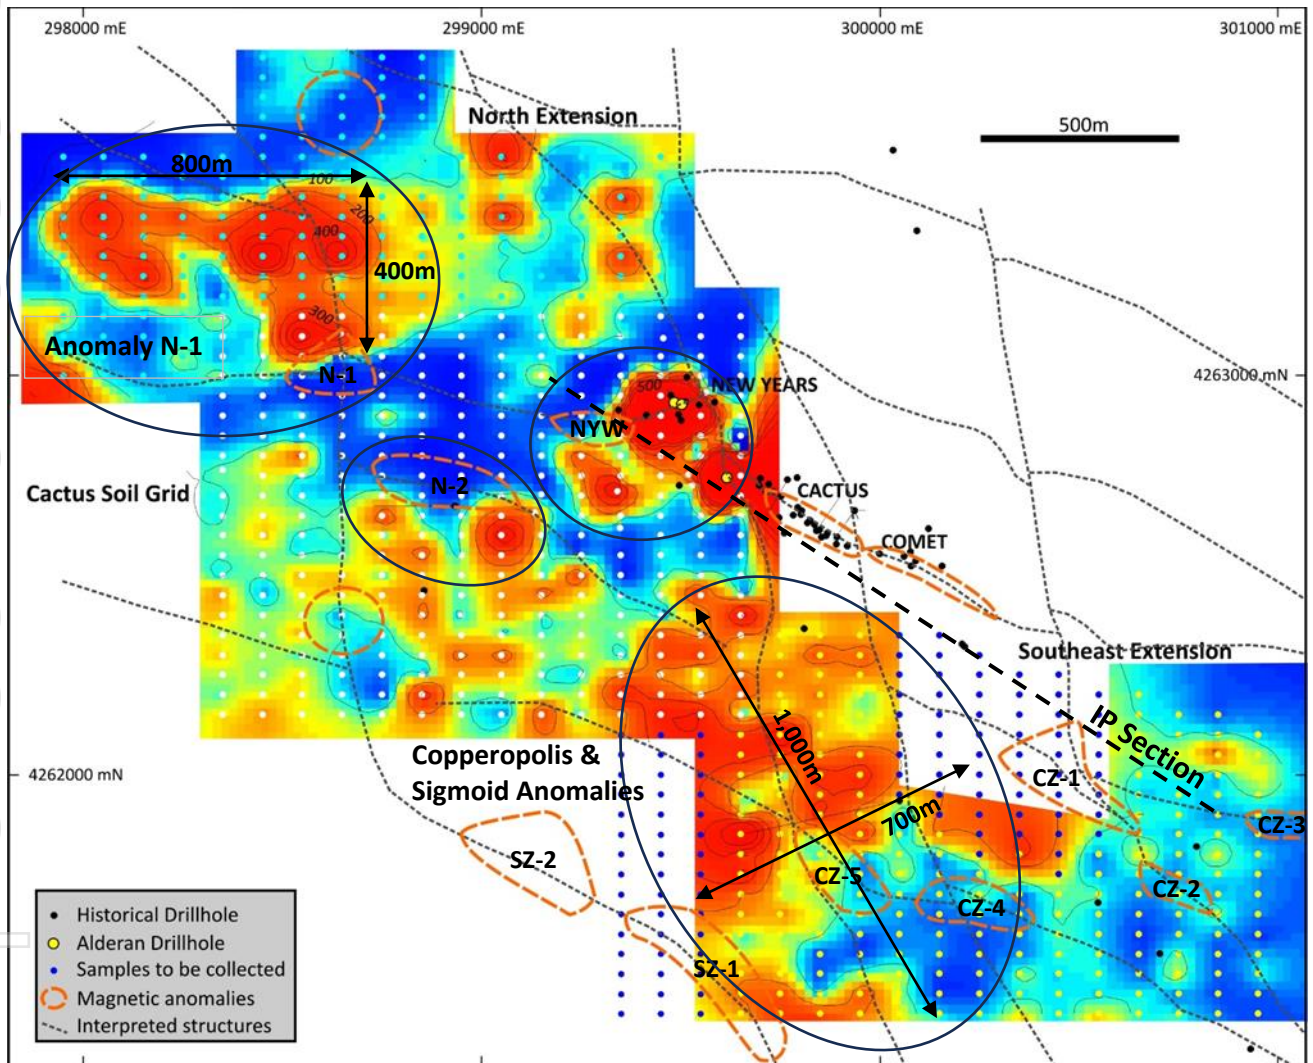 298000 mE
299000 mE
300000 mE
301000 mE
North Extension
500m
800m
100
200
400
400m
300
Anomaly N-1
N-1
4263000 mN
500
NEW YEARS
NYW
N-2
Cactus Soil Grid
CACTUS
COMET
Southeast Extension
1,000m
IP Section
Copperopolis &
Sigmoid Anomalies
4262000 mN
CZ-1
700m
CZ-3
SZ-2
CZ-5
CZ-4
CZ-2
SZ-1
Historical Drillhole
Alderan Drillhole
Samples to be collected
Magnetic anomalies
Interpreted structures